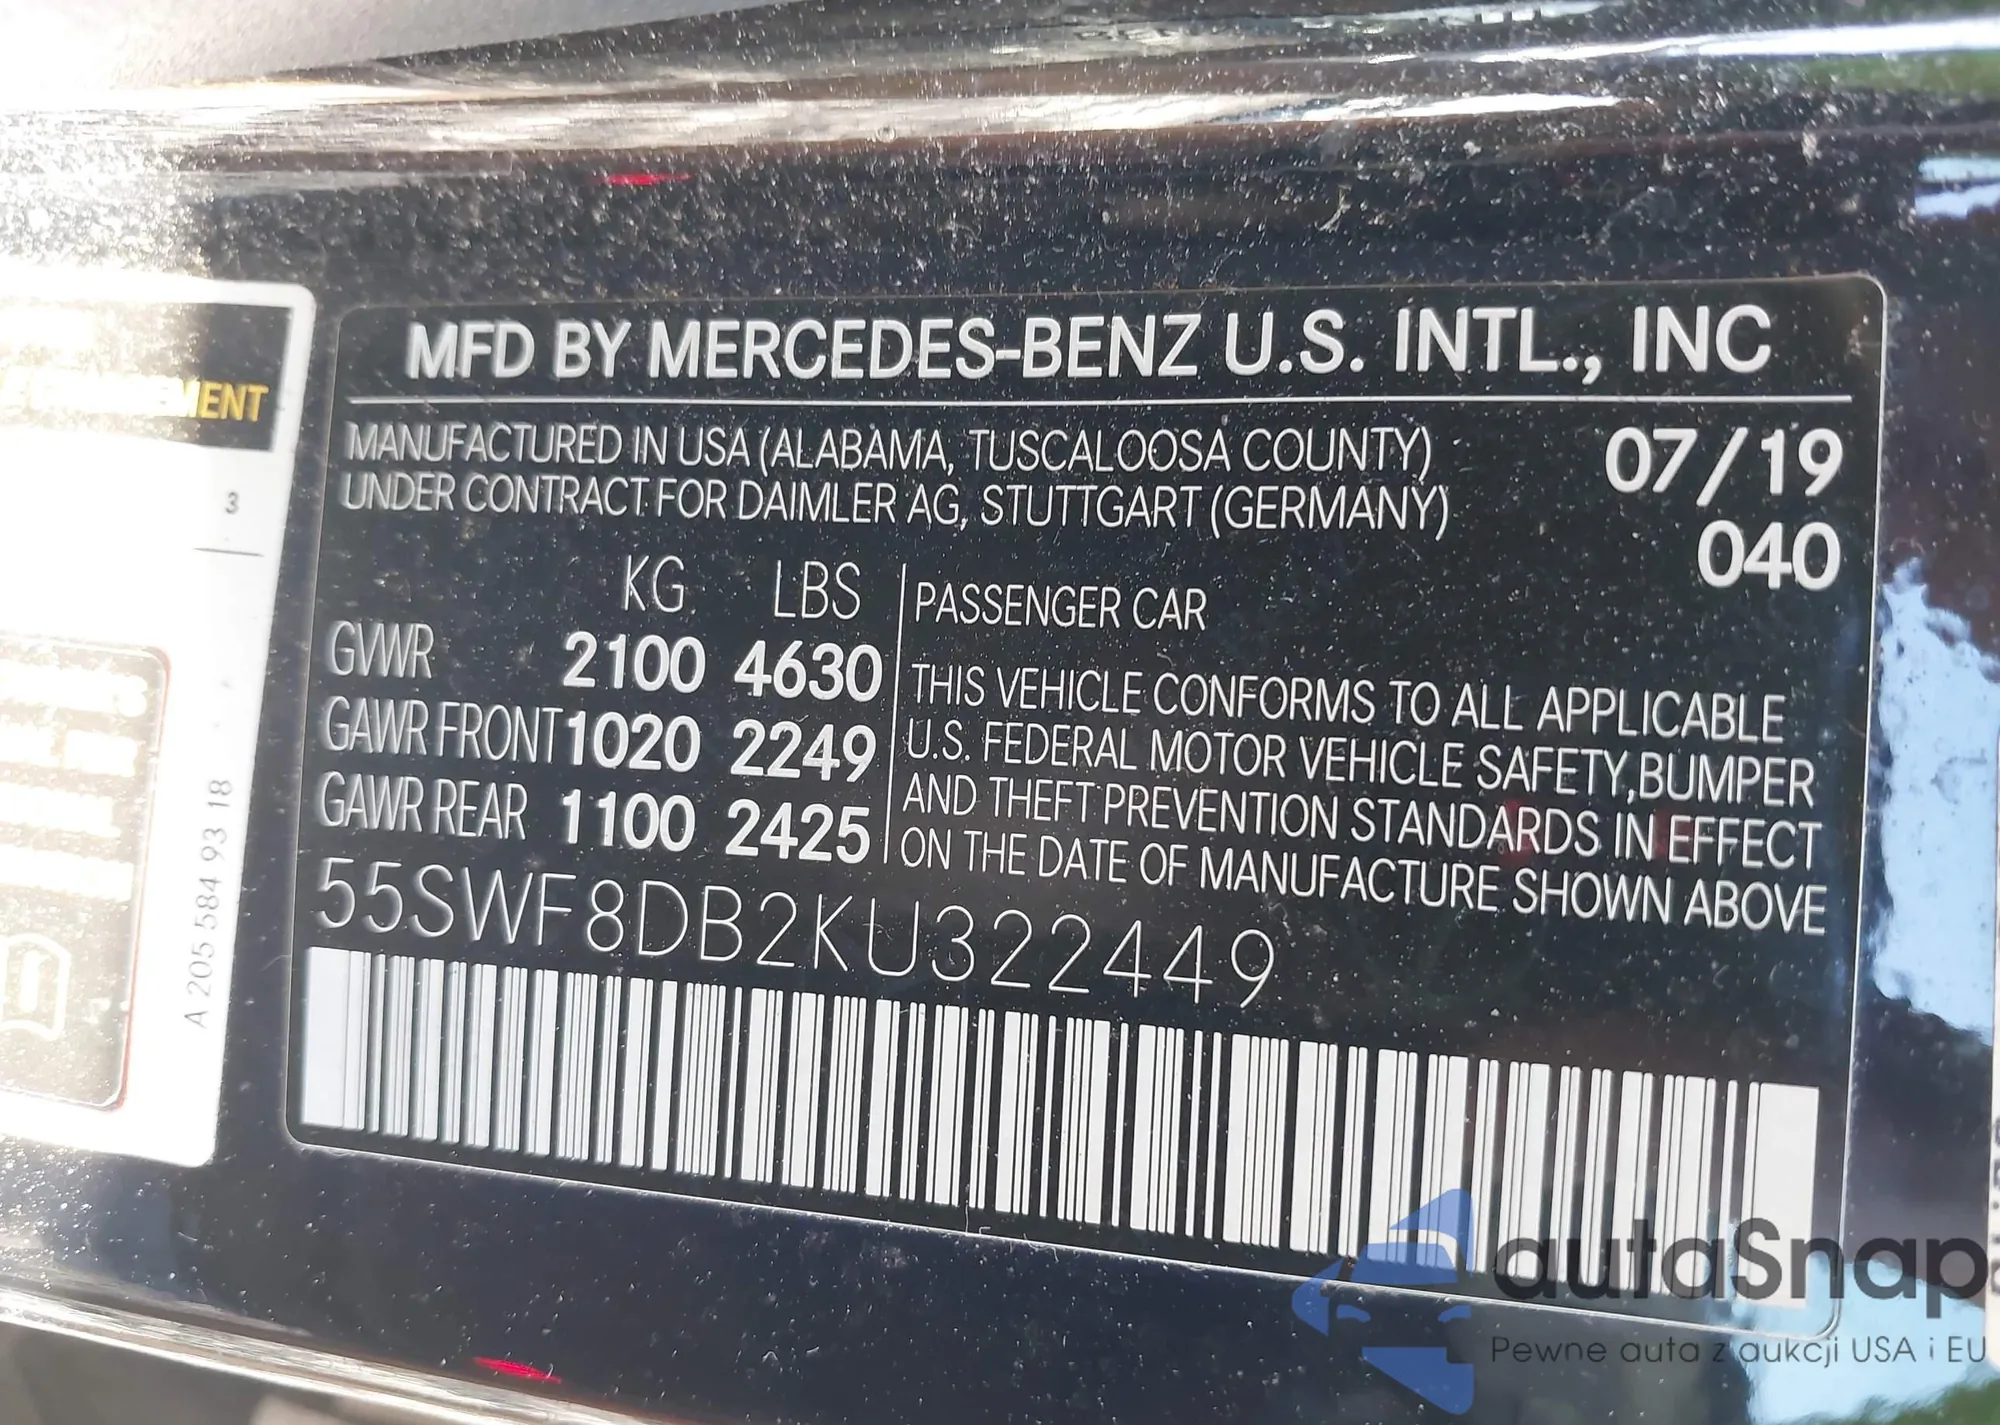 MFD BY MERCEDES-BENZ U.S. INTL., INC
MANUFACTURED IN USA (ALABAMA, TUSCALOOSA COUNTY) 07/19
UNDER CONTRACT FOR DAIMLER AG, STUTTGART (GERMANY)
040
KG LBS
GVWR 2100 4630
GAWR FRONT 1020 2249
GAWR REAR 1100 2425
PASSENGER CAR
THIS VEHICLE CONFORMS TO ALL APPLICABLE
U.S. FEDERAL MOTOR VEHICLE SAFETY,BUMPER
AND THEFT PREVENTION STANDARDS IN EFFECT
ON THE DATE OF MANUFACTURE SHOWN ABOVE
55SWF8DB2KU322449
3
A 205 584 93 18
autaSnap
Pewne auta z aukcji USA i EU